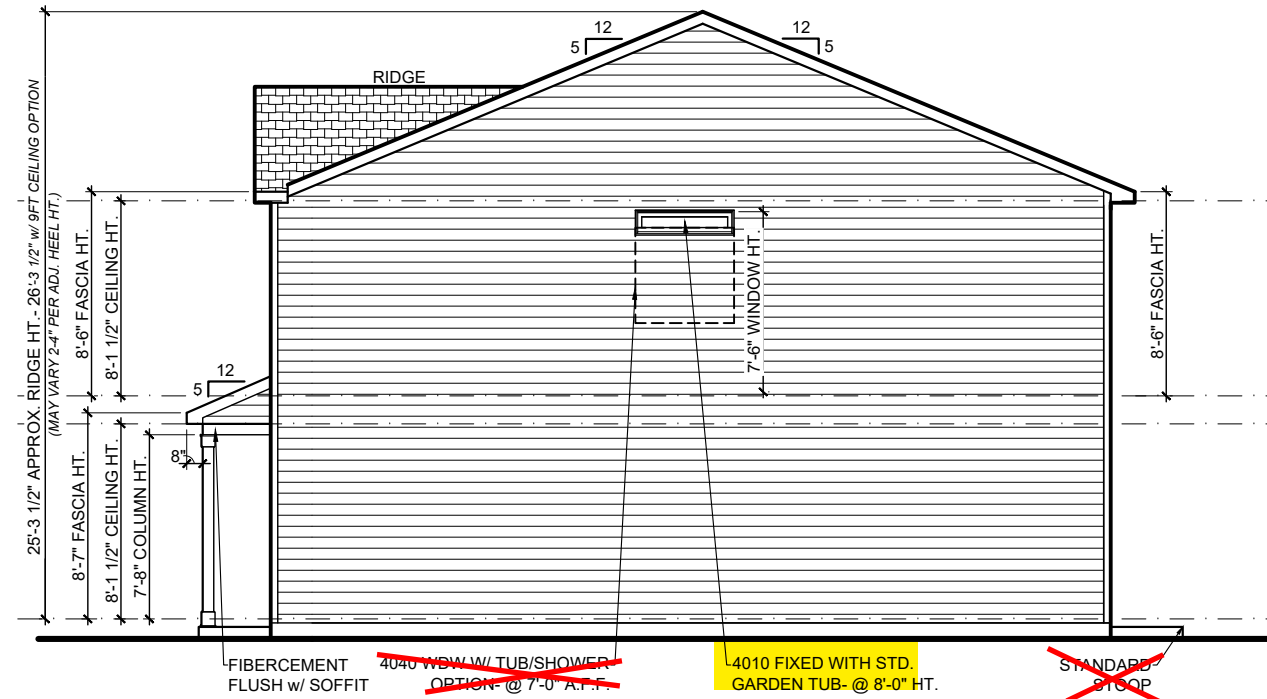 12
5
12
5
RIDGE
25'-3 1/2" APPROX. RIDGE HT.- 26'-3 1/2" w/ 9FT CEILING OPTION
(MAY VARY 2-4" PER ADJ. HEEL HT.)
8'-6" FASCIA HT.
8'-1 1/2" CEILING HT.
7'-6" WINDOW HT.
8'-6" FASCIA HT.
12
5
8'-7" FASCIA HT.
8'-1 1/2" CEILING HT.
7'-8" COLUMN HT.
8"
FIBERCEMENT
FLUSH w/ SOFFIT
4040 WDW W/ TUB/SHOWER
OPTION- @ 7'-0" A.F.F.
4010 FIXED WITH STD.
GARDEN TUB- @ 8'-0" HT.
STANDARD
STOOP